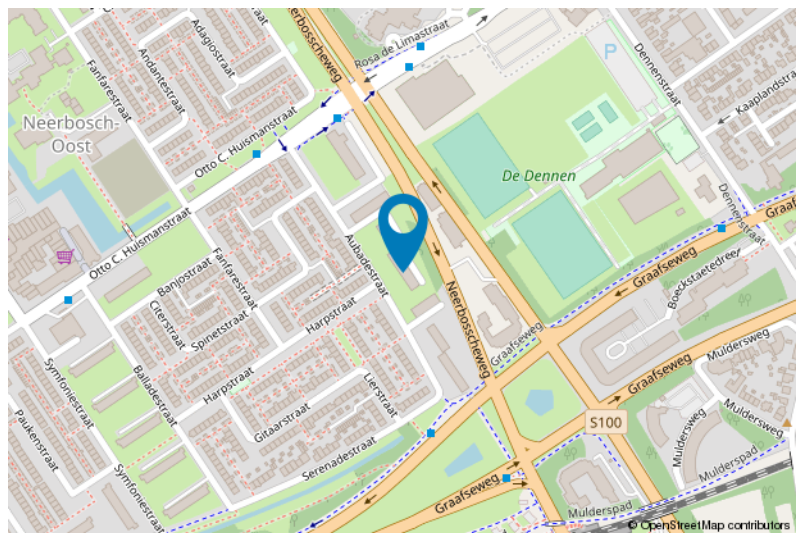 Rosa de Limastraat
Adagiostraat
Andantestraat
Fanfarestraat
Neerbosscheweg
P
Dennenstraat
Kaaplandstraat
Neerbosch-
Oost
Otto C. Huismanstraat
De Dennen
Dennenstraat
Graafseweg
Otto C. Huismanstraat
Fanfarestraat
Aubadestraat
Banjostraat
Citerstraat
Spinetstraat
Harpstraat
Neerbosscheweg
Graafseweg
Boeckstaetedreef
Symfoniestraat
Balladestraat
Harpstraat
Lierstraat
Graafseweg
Muldersweg
Gitaarstraat
Paukenstraat
Serenadestraat
S100
Muldersweg
Muldersweg
Symfoniestraat
Graafseweg
Mulderspad
Mulderspad
© OpenStreetMap contributors